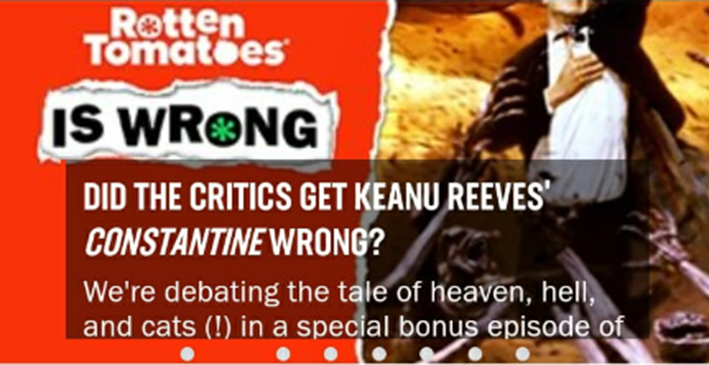 Rotten
Tomatoes
IS WRONG
DID THE CRITICS GET KEANU REEVES'
CONSTANTINE WRONG?
We're debating the tale of heaven, hell,
and cats (!) in a special bonus episode of